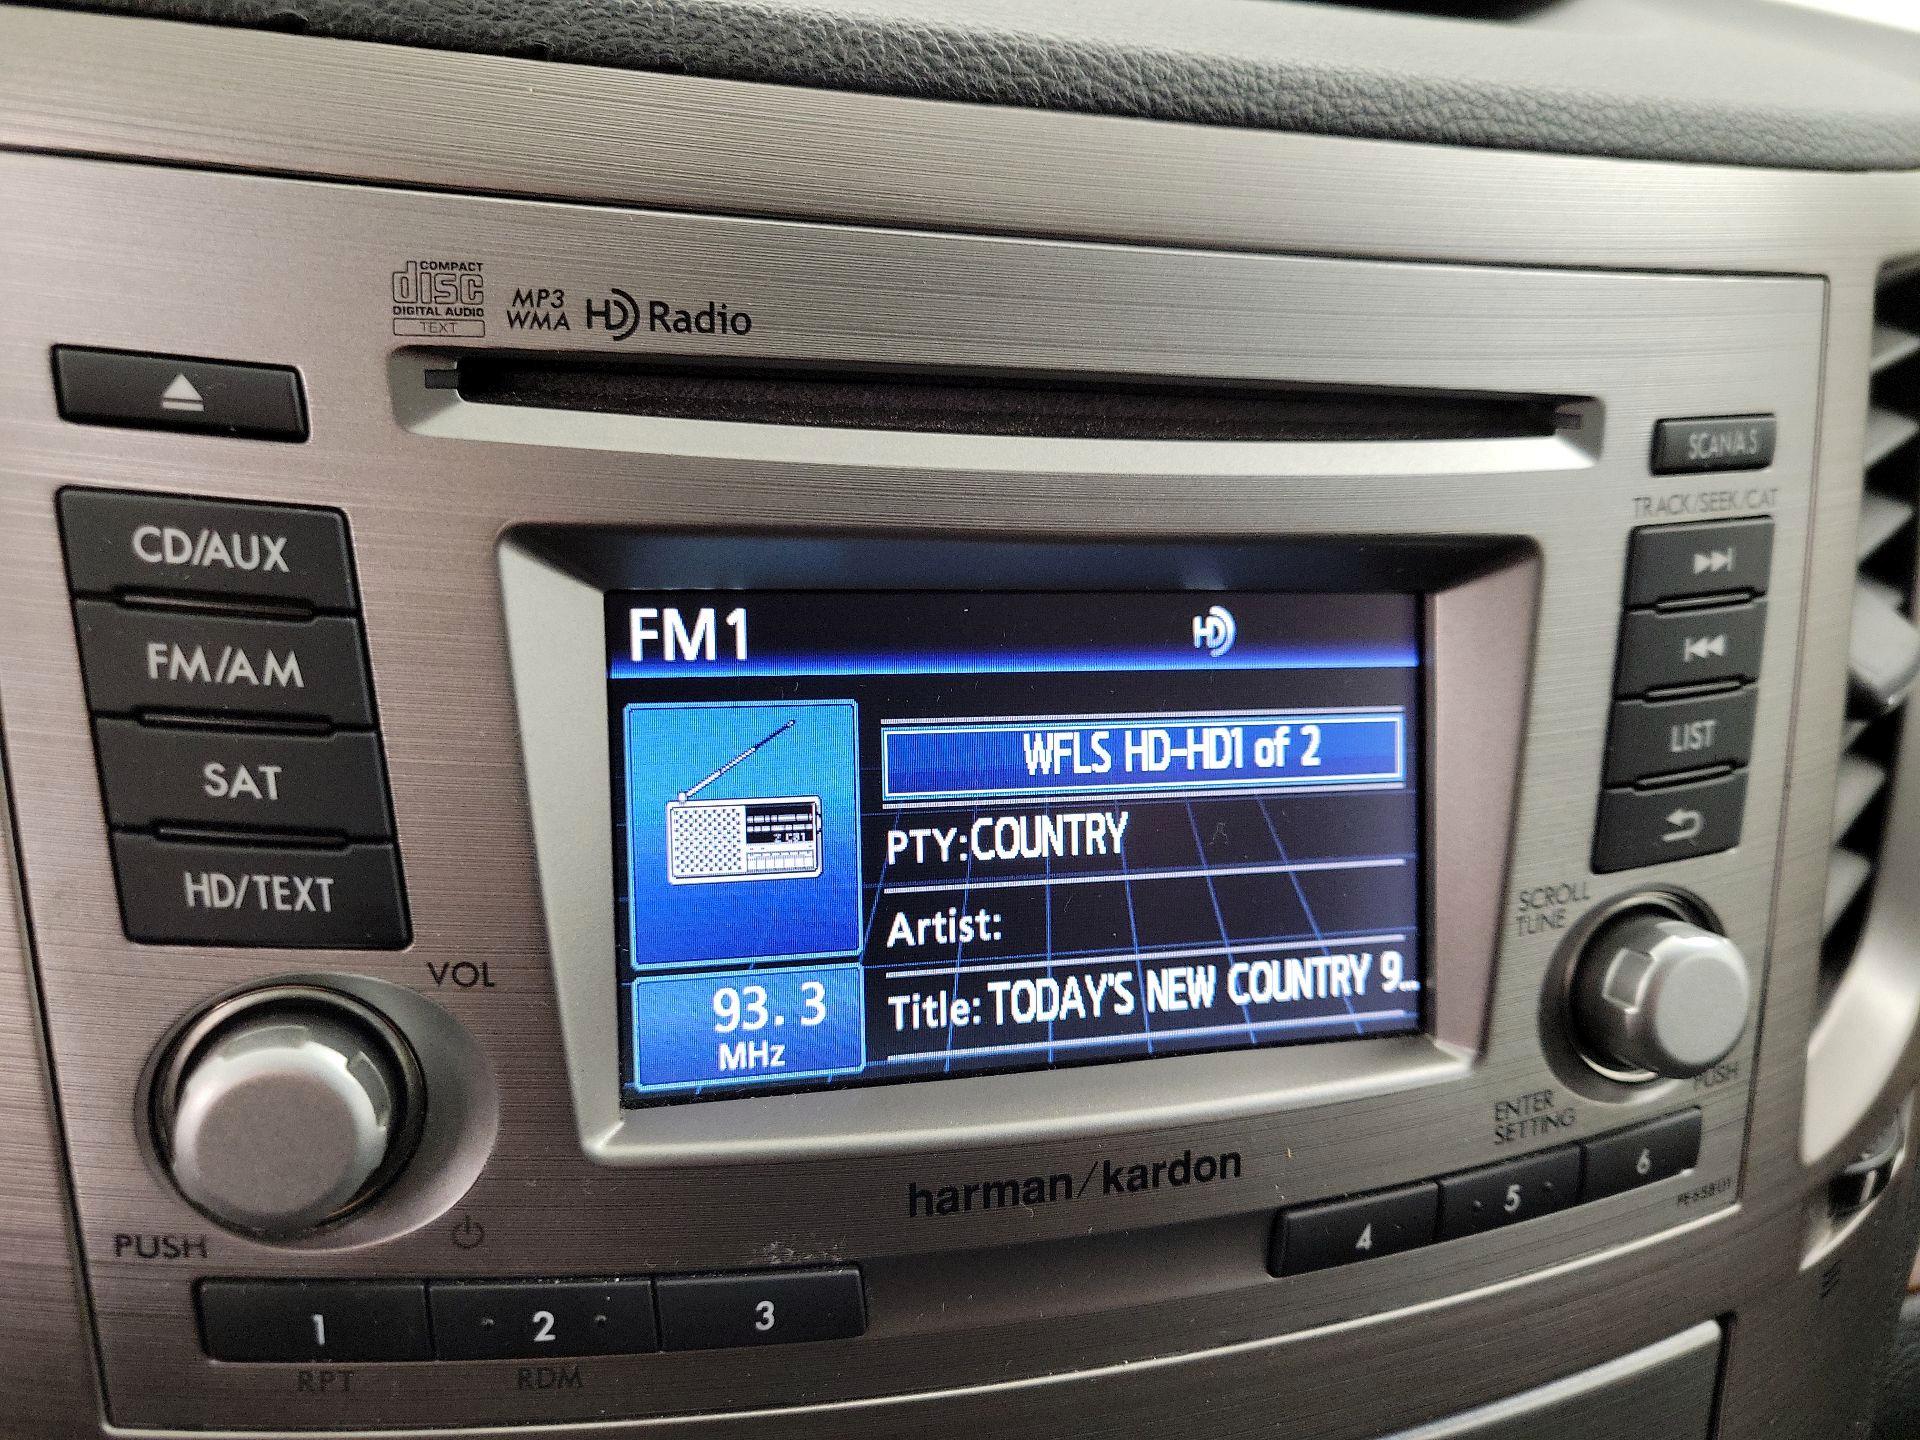 COMPACT
disc
DIGITAL AUDIO
TEXT
MP3
WMA
HD Radio
SCAN/A.S
TRACK/SEEK/CAT
CD/AUX
FM/AM
SAT
HD/TEXT
LIST
FM1
HD
WFLS HD-HD1 of 2
PTY:COUNTRY
Artist:
Title: TODAY'S NEW COUNTRY 9...
93.3
MHz
VOL
PUSH
SCROLL
TUNE
PUSH
ENTER
SETTING
harman/kardon
1
2
3
4
5
6
RPT
RDM